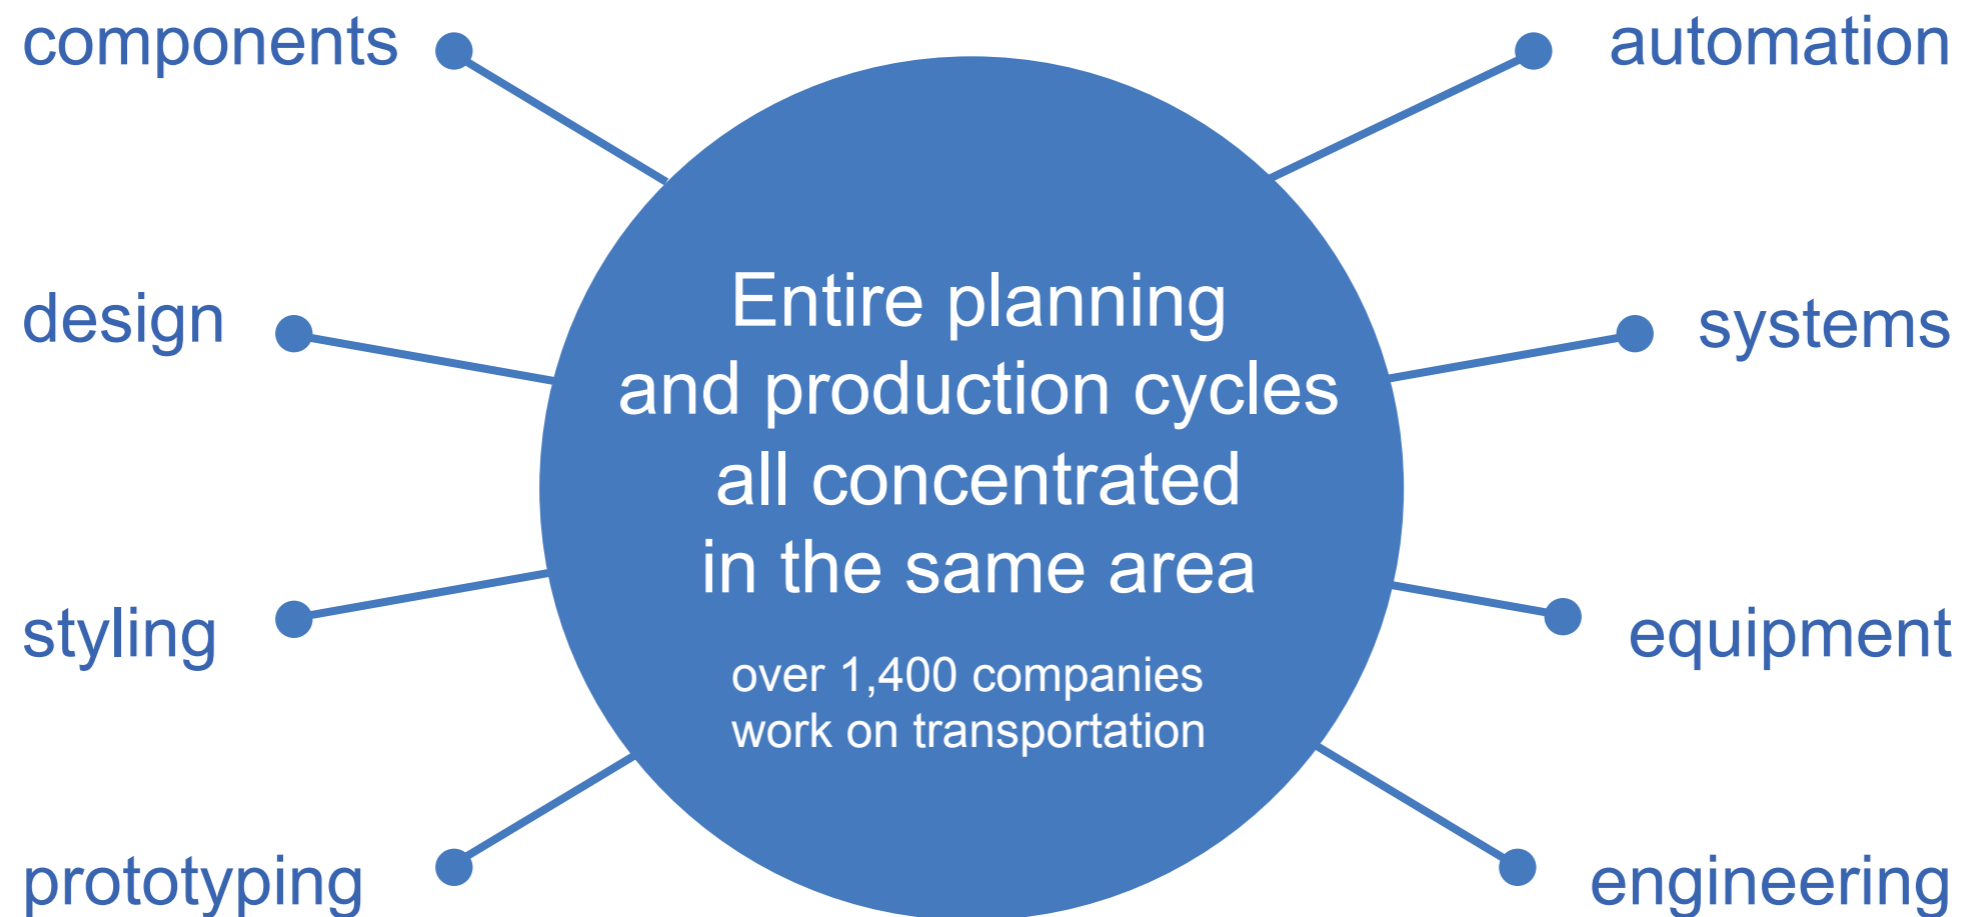 components
automation
design
systems
Entire planning
and production cycles
all concentrated
in the same area
styling
equipment
over 1,400 companies
work on transportation
prototyping
engineering